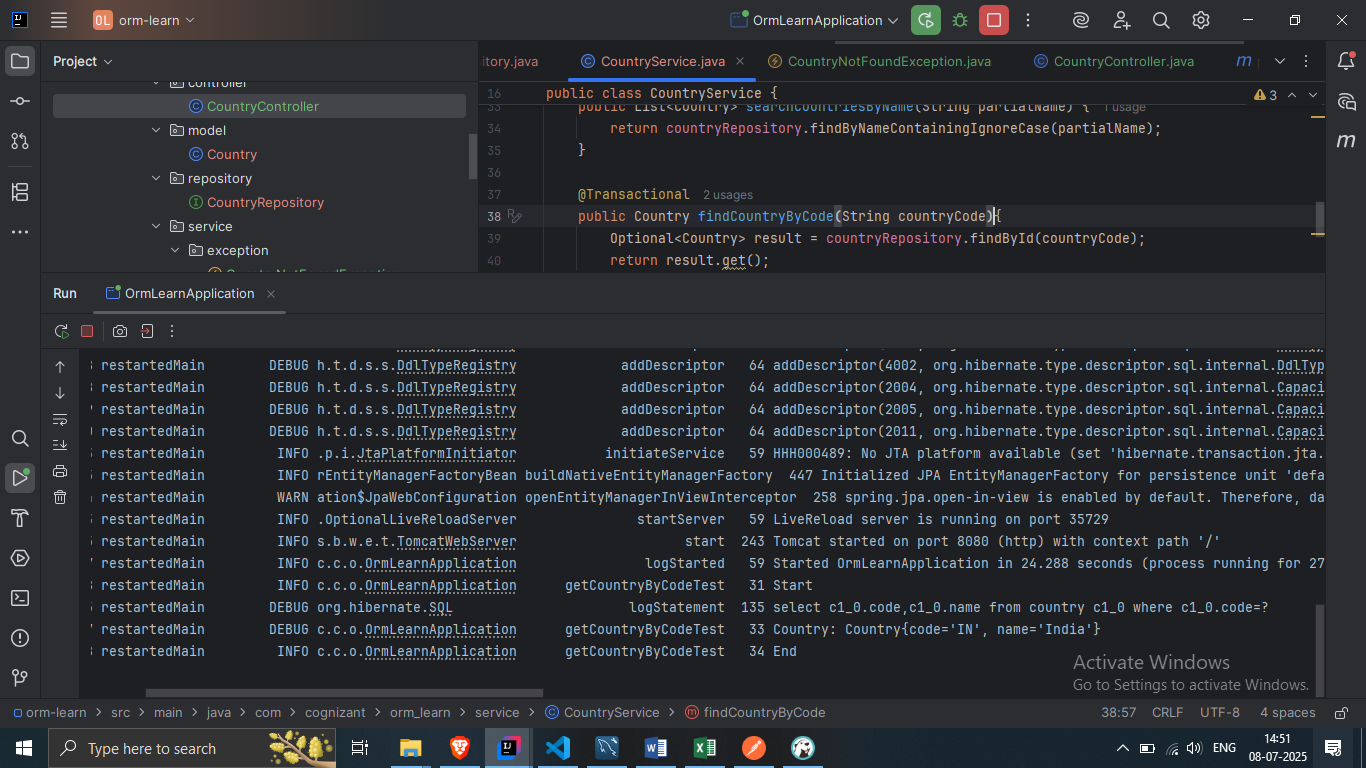 OL orm-learn
OrmLearnApplication
Project
itory.java
CountryService.java
CountryNotFoundException.java
CountryController.java
m
controller
CountryController
model
Country
repository
CountryRepository
service
exception
16 public class CountryService {
3
public List<Country> searchCountriesByName(String partialName) { 1 usage
34 return countryRepository.findByNameContainingIgnoreCase(partialName);
35 }
36
37 @Transactional 2 usages
38 public Country findCountryByCode(String countryCode){
39 Optional<Country> result = countryRepository.findById(countryCode);
40 return result.get();
m
Run OrmLearnApplication
restartedMain DEBUG h.t.d.s.s.DdlTypeRegistry addDescriptor 64 addDescriptor(4002, org.hibernate.type.descriptor.sql.internal.DdlTyp
restartedMain DEBUG h.t.d.s.s.DdlTypeRegistry addDescriptor 64 addDescriptor(2004, org.hibernate.type.descriptor.sql.internal.Capaci
restartedMain DEBUG h.t.d.s.s.DdlTypeRegistry addDescriptor 64 addDescriptor(2005, org.hibernate.type.descriptor.sql.internal.Capaci
restartedMain DEBUG h.t.d.s.s.DdlTypeRegistry addDescriptor 64 addDescriptor(2011, org.hibernate.type.descriptor.sql.internal.Capaci
restartedMain INFO .p.i.JtaPlatformInitiator initiateService 59 HHH000489: No JTA platform available (set 'hibernate.transaction.jta.
restartedMain INFO rEntityManagerFactoryBean buildNativeEntityManagerFactory 447 Initialized JPA EntityManagerFactory for persistence unit 'defa
restartedMain WARN ation$JpaWebConfiguration openEntityManagerInViewInterceptor 258 spring.jpa.open-in-view is enabled by default. Therefore, da
restartedMain INFO .OptionalLiveReloadServer startServer 59 LiveReload server is running on port 35729
restartedMain INFO s.b.w.e.t.TomcatWebServer start 243 Tomcat started on port 8080 (http) with context path '/'
restartedMain INFO c.c.o.OrmLearnApplication logStarted 59 Started OrmLearnApplication in 24.288 seconds (process running for 27
restartedMain INFO c.c.o.OrmLearnApplication getCountryByCodeTest 31 Start
restartedMain DEBUG org.hibernate.SQL logStatement 135 select c1_0.code,c1_0.name from country c1_0 where c1_0.code=?
restartedMain DEBUG c.c.o.OrmLearnApplication getCountryByCodeTest 33 Country: Country{code='IN', name='India'}
restartedMain INFO c.c.o.OrmLearnApplication getCountryByCodeTest 34 End
Activate Windows
Go to Settings to activate Windows.
orm-learn > src > main > java > com > cognizant > orm_learn > service > CountryService > findCountryByCode
38:57 CRLF UTF-8 4 spaces
Type here to search
ENG
14:51
08-07-2025